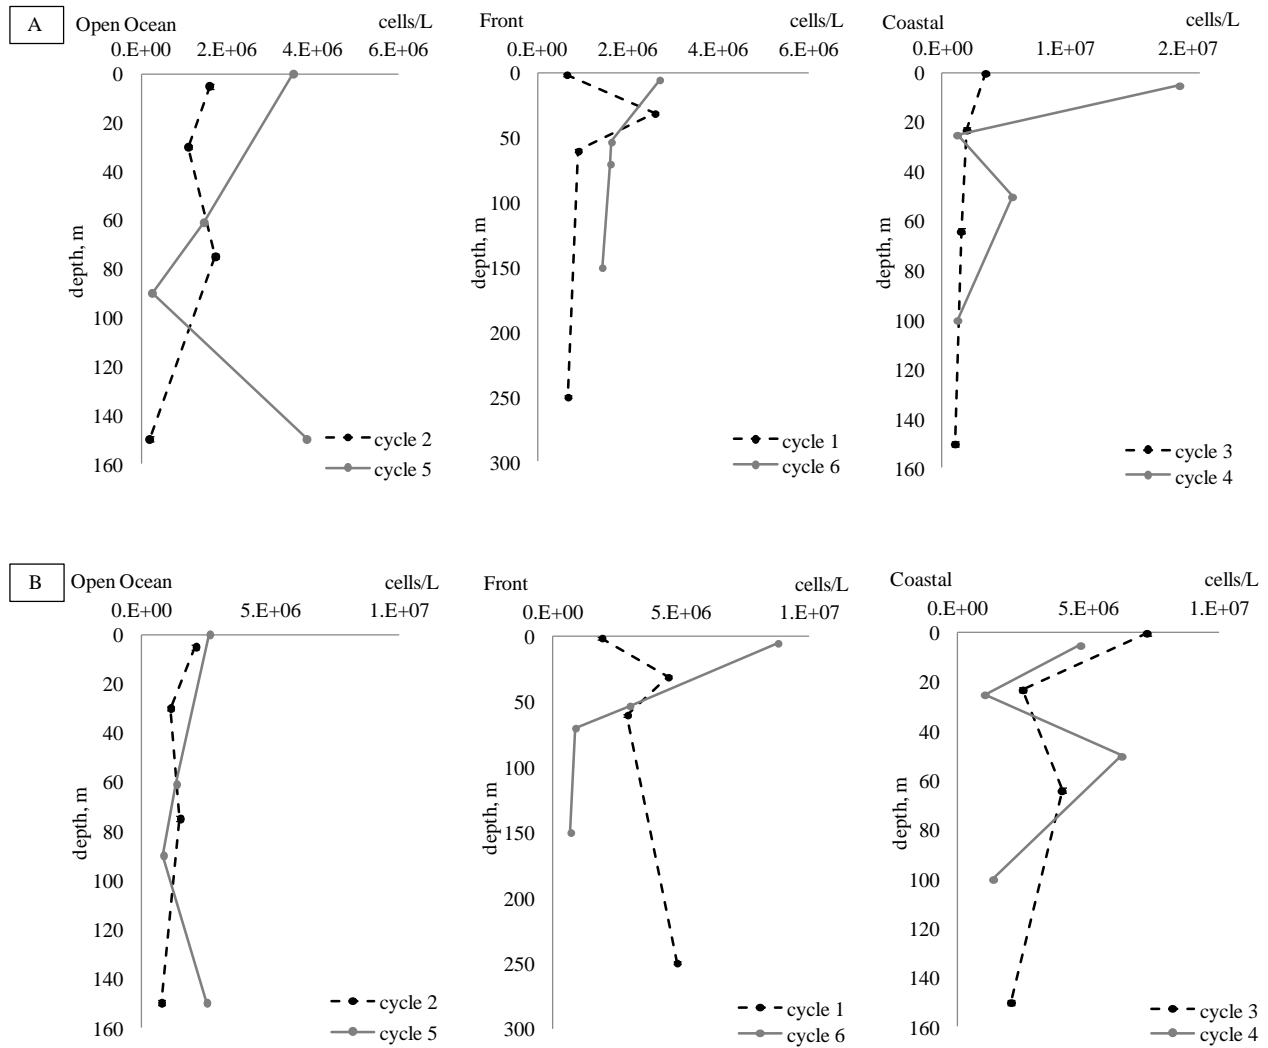 A
Open Ocean
cells/L
0.E+00 2.E+06 4.E+06 6.E+06
0
20
40
60
80
100
120
140
160
depth, m
cycle 2
cycle 5
Front
cells/L
0.E+00 2.E+06 4.E+06 6.E+06
0
50
100
150
200
250
300
depth, m
cycle 1
cycle 6
Coastal
cells/L
0.E+00 1.E+07 2.E+07
0
20
40
60
80
100
120
140
160
depth, m
cycle 3
cycle 4
B
Open Ocean
cells/L
0.E+00 5.E+06 1.E+07
0
20
40
60
80
100
120
140
160
depth, m
cycle 2
cycle 5
Front
cells/L
0.E+00 5.E+06 1.E+07
0
50
100
150
200
250
300
depth, m
cycle 1
cycle 6
Coastal
cells/L
0.E+00 5.E+06 1.E+07
0
20
40
60
80
100
120
140
160
depth, m
cycle 3
cycle 4